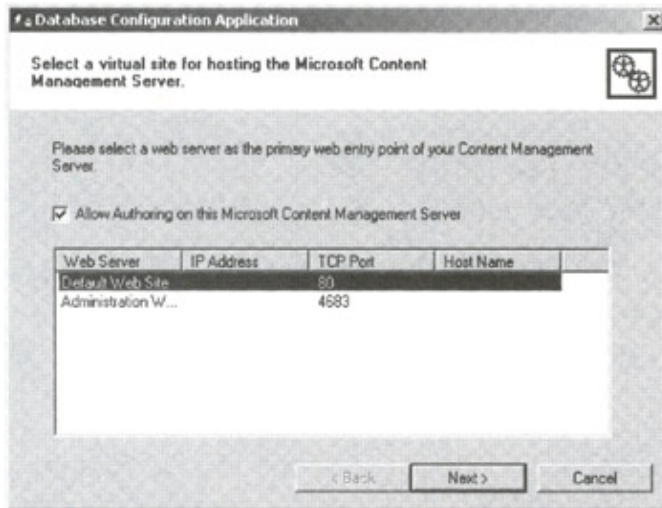 Database Configuration Application
Select a virtual site for hosting the Microsoft Content
Management Server.
Please select a web server as the primary web entry point of your Content Management
Server.
Allow Authoring on this Microsoft Content Management Server
Web Server IP Address TCP Port Host Name
Default Web Site 80
Administration W... 4683
< Back Next > Cancel